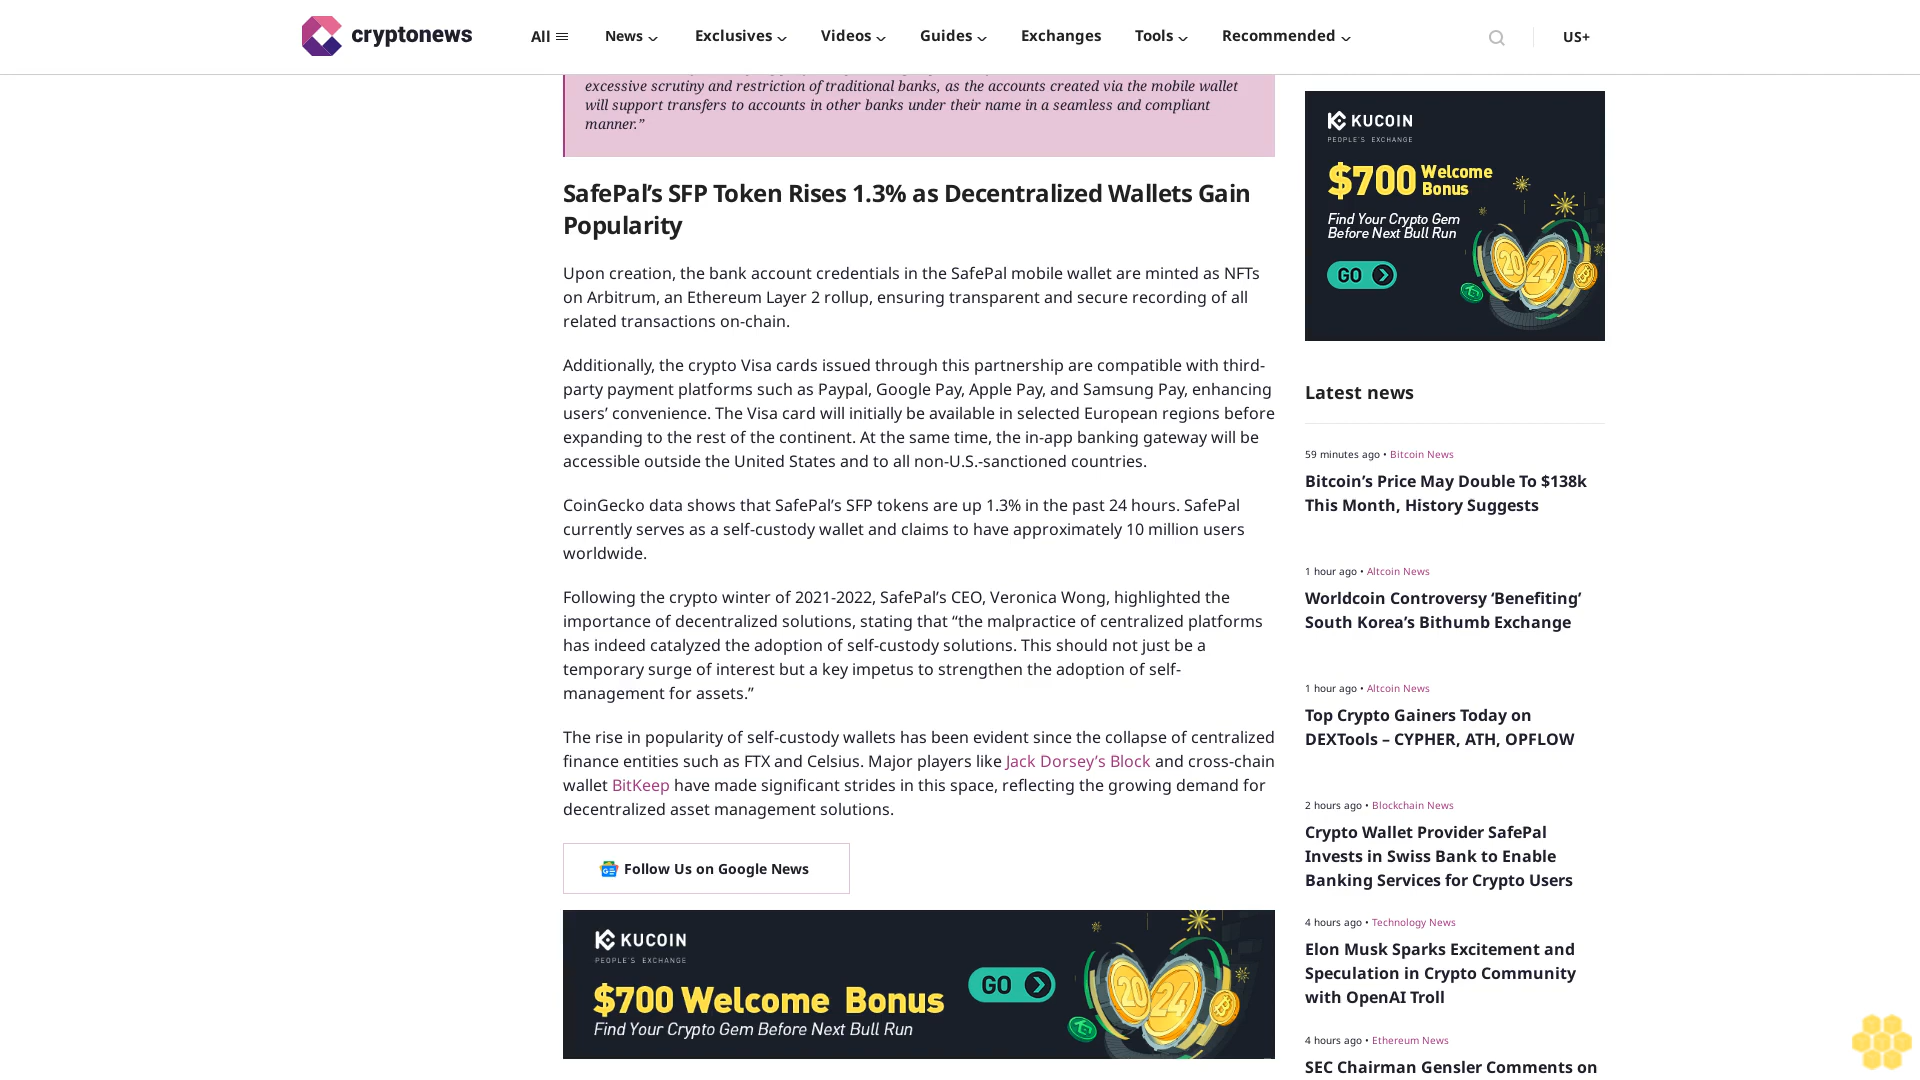 cryptonews
All
News
Exclusives
Videos
Guides
Exchanges
Tools
Recommended
US+
excessive scrutiny and restriction of traditional banks, as the accounts created via the mobile wallet
will support transfers to accounts in other banks under their name in a seamless and compliant
manner.”
SafePal’s SFP Token Rises 1.3% as Decentralized Wallets Gain
Popularity
Upon creation, the bank account credentials in the SafePal mobile wallet are minted as NFTs
on Arbitrum, an Ethereum Layer 2 rollup, ensuring transparent and secure recording of all
related transactions on-chain.
Additionally, the crypto Visa cards issued through this partnership are compatible with third-
party payment platforms such as Paypal, Google Pay, Apple Pay, and Samsung Pay, enhancing
users’ convenience. The Visa card will initially be available in selected European regions before
expanding to the rest of the continent. At the same time, the in-app banking gateway will be
accessible outside the United States and to all non-U.S.-sanctioned countries.
CoinGecko data shows that SafePal’s SFP tokens are up 1.3% in the past 24 hours. SafePal
currently serves as a self-custody wallet and claims to have approximately 10 million users
worldwide.
Following the crypto winter of 2021-2022, SafePal’s CEO, Veronica Wong, highlighted the
importance of decentralized solutions, stating that “the malpractice of centralized platforms
has indeed catalyzed the adoption of self-custody solutions. This should not just be a
temporary surge of interest but a key impetus to strengthen the adoption of self-
management for assets.”
The rise in popularity of self-custody wallets has been evident since the collapse of centralized
finance entities such as FTX and Celsius. Major players like Jack Dorsey’s Block and cross-chain
wallet BitKeep have made significant strides in this space, reflecting the growing demand for
decentralized asset management solutions.
Follow Us on Google News
KUCOIN
PEOPLE'S EXCHANGE
$700 Welcome Bonus
Find Your Crypto Gem Before Next Bull Run
GO
20
24
KUCOIN
PEOPLE'S EXCHANGE
$700 Welcome
Bonus
Find Your Crypto Gem
Before Next Bull Run
GO
20
24
Latest news
59 minutes ago • Bitcoin News
Bitcoin’s Price May Double To $138k
This Month, History Suggests
1 hour ago • Altcoin News
Worldcoin Controversy ‘Benefiting’
South Korea’s Bithumb Exchange
1 hour ago • Altcoin News
Top Crypto Gainers Today on
DEXTools – CYPHER, ATH, OPFLOW
2 hours ago • Blockchain News
Crypto Wallet Provider SafePal
Invests in Swiss Bank to Enable
Banking Services for Crypto Users
4 hours ago • Technology News
Elon Musk Sparks Excitement and
Speculation in Crypto Community
with OpenAI Troll
4 hours ago • Ethereum News
SEC Chairman Gensler Comments on